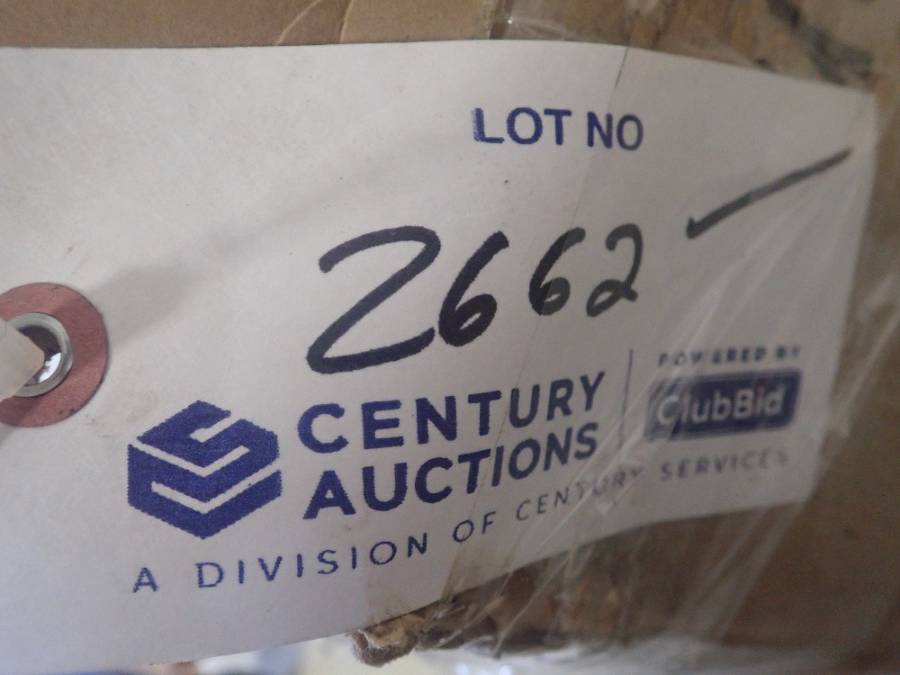 LOT NO
2662
CENTURY
AUCTIONS
POWERED BY
ClubBid
A DIVISION OF CENTURY SERVICES